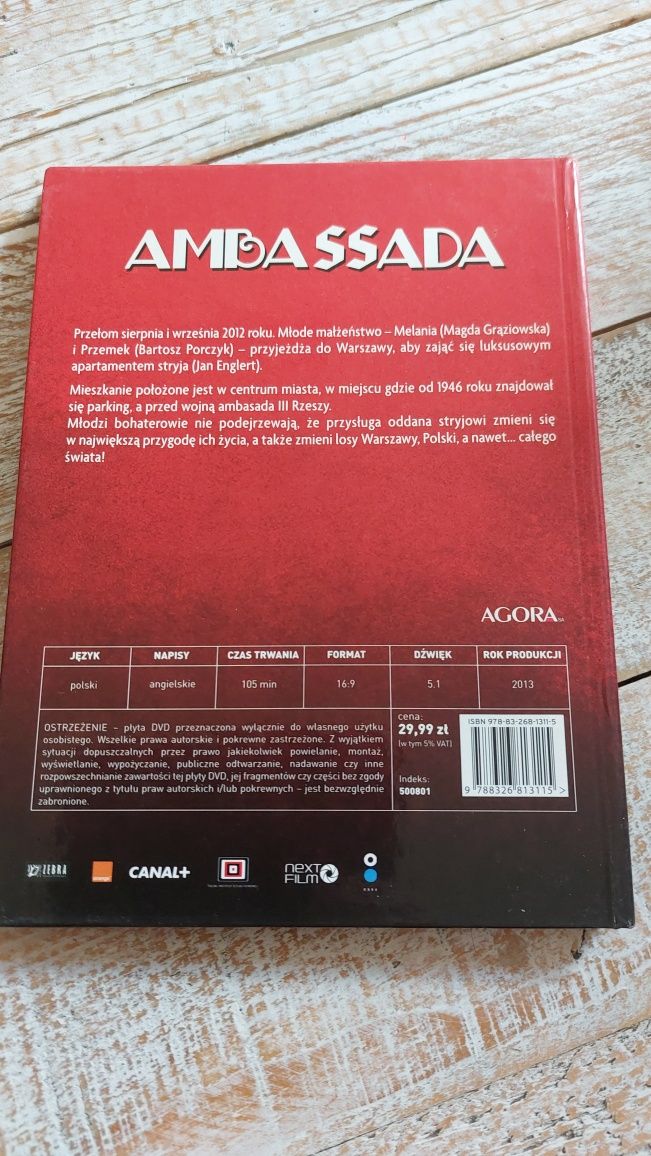 AMBASSADA
Przełom sierpnia i września 2012 roku. Młode małżeństwo – Melania (Magda Grąziowska)
i Przemek (Bartosz Porczyk) – przyjeżdża do Warszawy, aby zająć się luksusowym
apartamentem stryja (Jan Englert).
Mieszkanie położone jest w centrum miasta, w miejscu gdzie od 1946 roku znajdował
się parking, a przed wojną ambasada III Rzeszy.
Młodzi bohaterowie nie podejrzewają, że przysługa oddana stryjowi zmieni się
w największą przygodę ich życia, a także zmieni losy Warszawy, Polski, a nawet... całego
świata!
AGORA SA
JĘZYK NAPISY CZAS TRWANIA FORMAT DŹWIĘK ROK PRODUKCJI
polski angielskie 105 min 16:9 5.1 2013
OSTRZEŻENIE – płyta DVD przeznaczona wyłącznie do własnego użytku
osobistego. Wszelkie prawa autorskie i pokrewne zastrzeżone. Z wyjątkiem
sytuacji dopuszczalnych przez prawo jakiekolwiek powielanie, montaż,
wyświetlanie, wypożyczanie, publiczne odtwarzanie, nadawanie czy inne
rozpowszechnianie zawartości tej płyty DVD, jej fragmentów czy części bez zgody
uprawnionego z tytułu praw autorskich i/lub pokrewnych – jest bezwzględnie
zabronione.
cena:
29,99 zł
(w tym 5% VAT)
Indeks:
500801
ISBN 978-83-268-1311-5
9 788326 813115 >
ZEBRA orange CANAL+ NEXT FILM